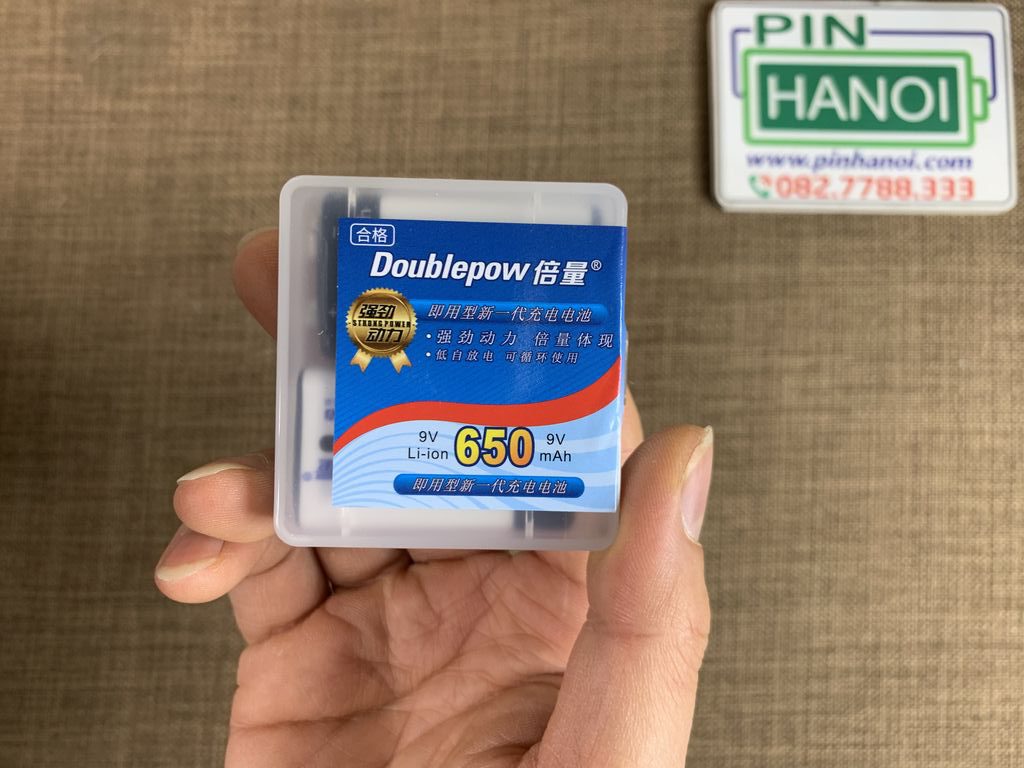 PIN
HANOI
www.pinhanoi.com
082.7788.333
合格
Doublepow 倍量®
强劲
STRONG POWER
动力
即用型新一代充电电池
·强劲动力 倍量体现
·低自放电 可循环使用
9V
Li-ion
650
9V
mAh
即用型新一代充电电池